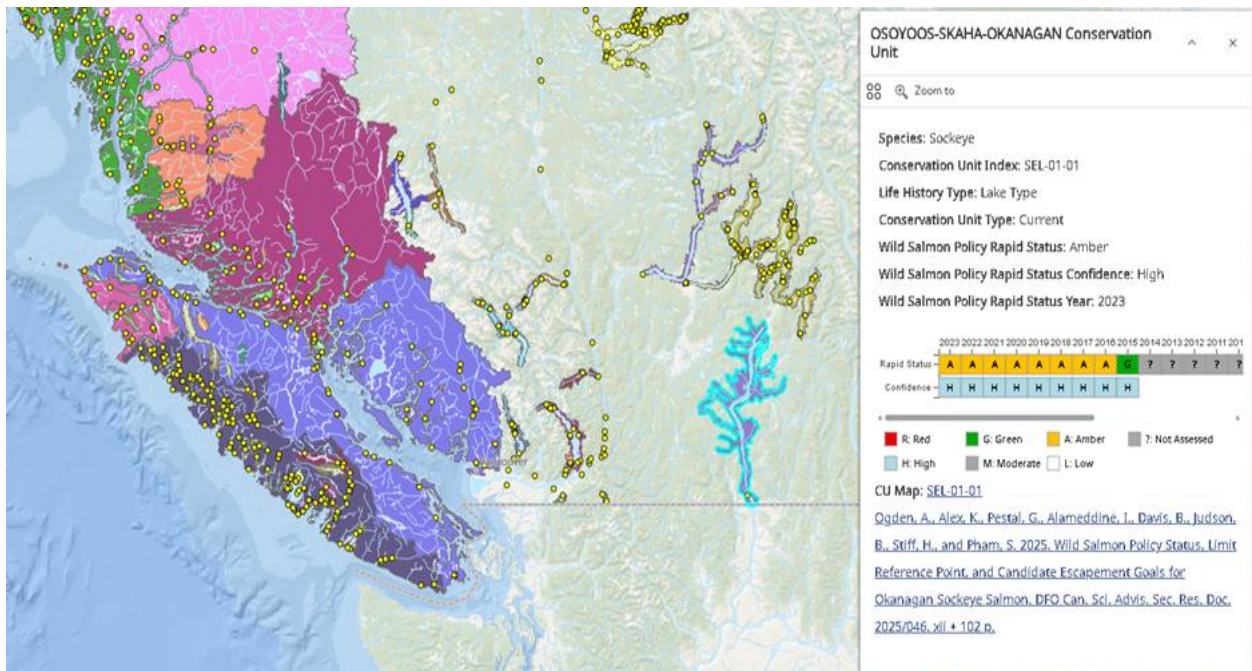 OSOYOOS-SKAHA-OKANAGAN Conservation
Unit
Zoom to
Species: Sockeye
Conservation Unit Index: SEL-01-01
Life History Type: Lake Type
Conservation Unit Type: Current
Wild Salmon Policy Rapid Status: Amber
Wild Salmon Policy Rapid Status Confidence: High
Wild Salmon Policy Rapid Status Year: 2023
2023 2022 2021 2020 2019 2018 2017 2016 2015 2014 2013 2012 2011 201
Rapid Status A A A A A A A A G ? ? ? ? ?
Confidence H H H H H H H H H
R: Red G: Green A: Amber ?: Not Assessed
H: High M: Moderate L: Low
CU Map: SEL-01-01
Ogden, A., Alex, K., Pestal, G., Alameddine, I., Davis, B., Judson,
B., Stiff, H., and Pham, S. 2025. Wild Salmon Policy Status, Limit
Reference Point, and Candidate Escapement Goals for
Okanagan Sockeye Salmon. DFO Can. Sci. Advis. Sec. Res. Doc.
2025/046. xii + 102 p.